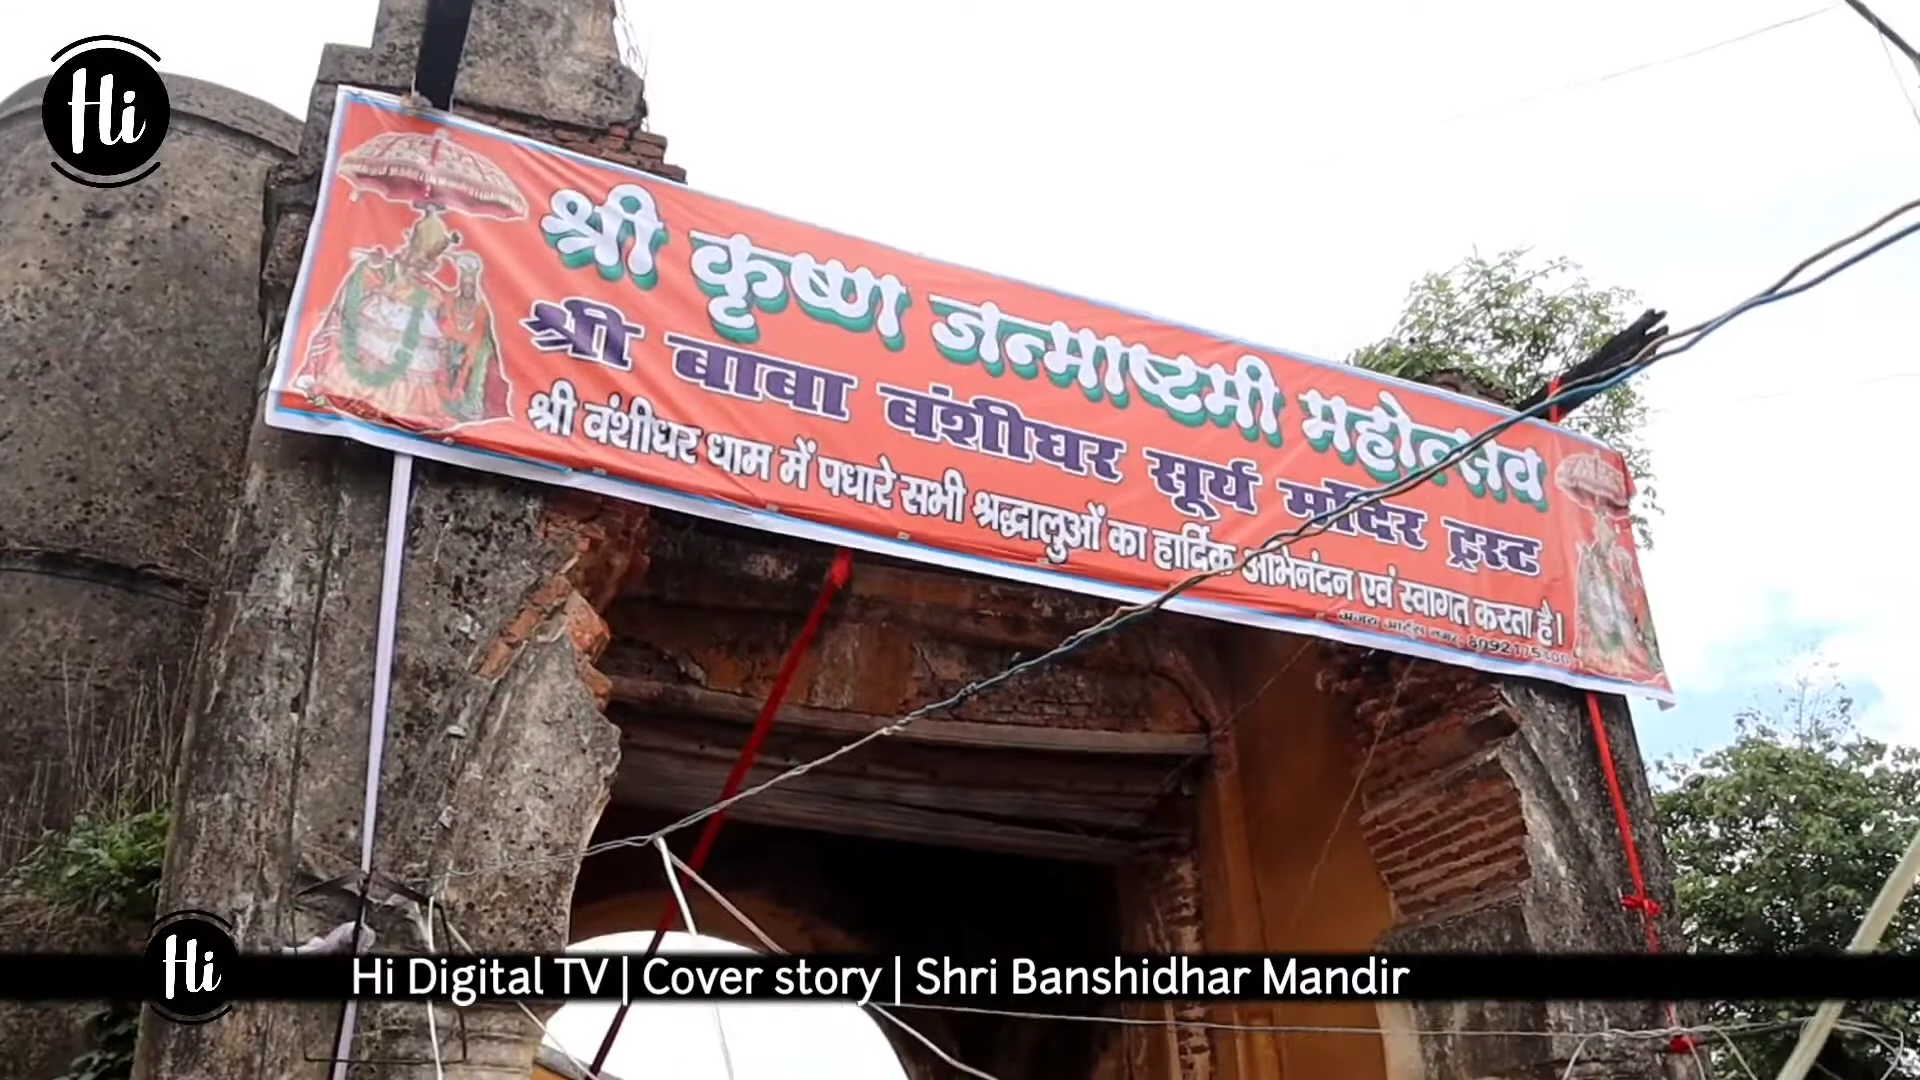 Hi
श्री कृष्ण जन्माष्टमी महोत्सव
श्री बाबा बंशीधर सूर्य मंदिर ट्रस्ट
श्री वंशीधर धाम में पधारे सभी श्रद्धालुओं का हार्दिक अभिनंदन एवं स्वागत करता है।
Hi
Hi Digital TV | Cover story | Shri Banshidhar Mandir